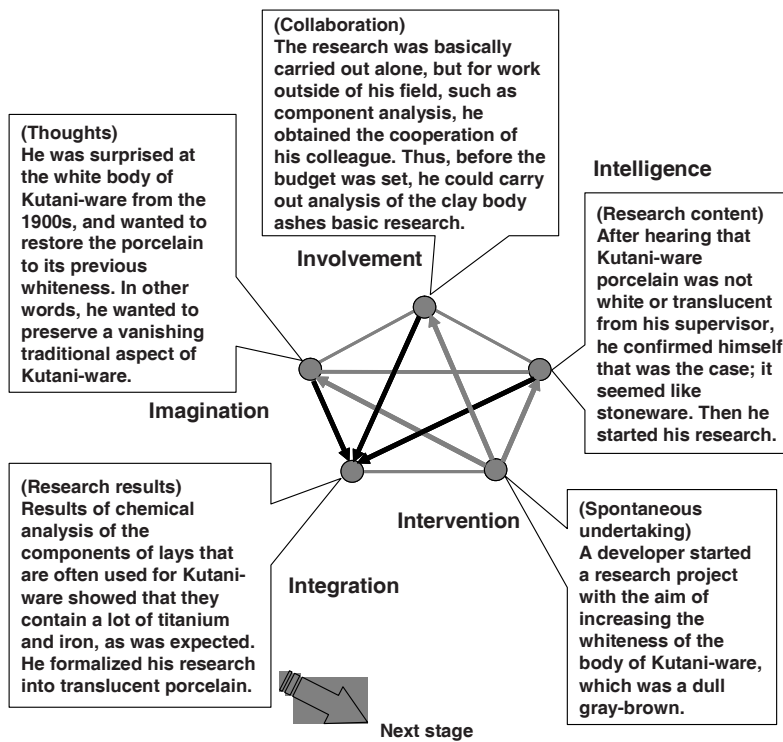 (Collaboration)
The research was basically
carried out alone, but for work
outside of his field, such as
component analysis, he
obtained the cooperation of
his colleague. Thus, before the
budget was set, he could carry
out analysis of the clay body
ashes basic research.
Involvement
(Thoughts)
He was surprised at
the white body of
Kutani-ware from the
1900s, and wanted to
restore the porcelain
to its previous
whiteness. In other
words, he wanted to
preserve a vanishing
traditional aspect of
Kutani-ware.
Imagination
Intelligence
(Research content)
After hearing that
Kutani-ware
porcelain was not
white or translucent
from his supervisor,
he confirmed himself
that was the case; it
seemed like
stoneware. Then he
started his research.
(Research results)
Results of chemical
analysis of the
components of lays that
are often used for Kutani-
ware showed that they
contain a lot of titanium
and iron, as was expected.
He formalized his research
into translucent porcelain.
Integration
Intervention
(Spontaneous
undertaking)
A developer started
a research project
with the aim of
increasing the
whiteness of the
body of Kutani-ware,
which was a dull
gray-brown.
Next stage